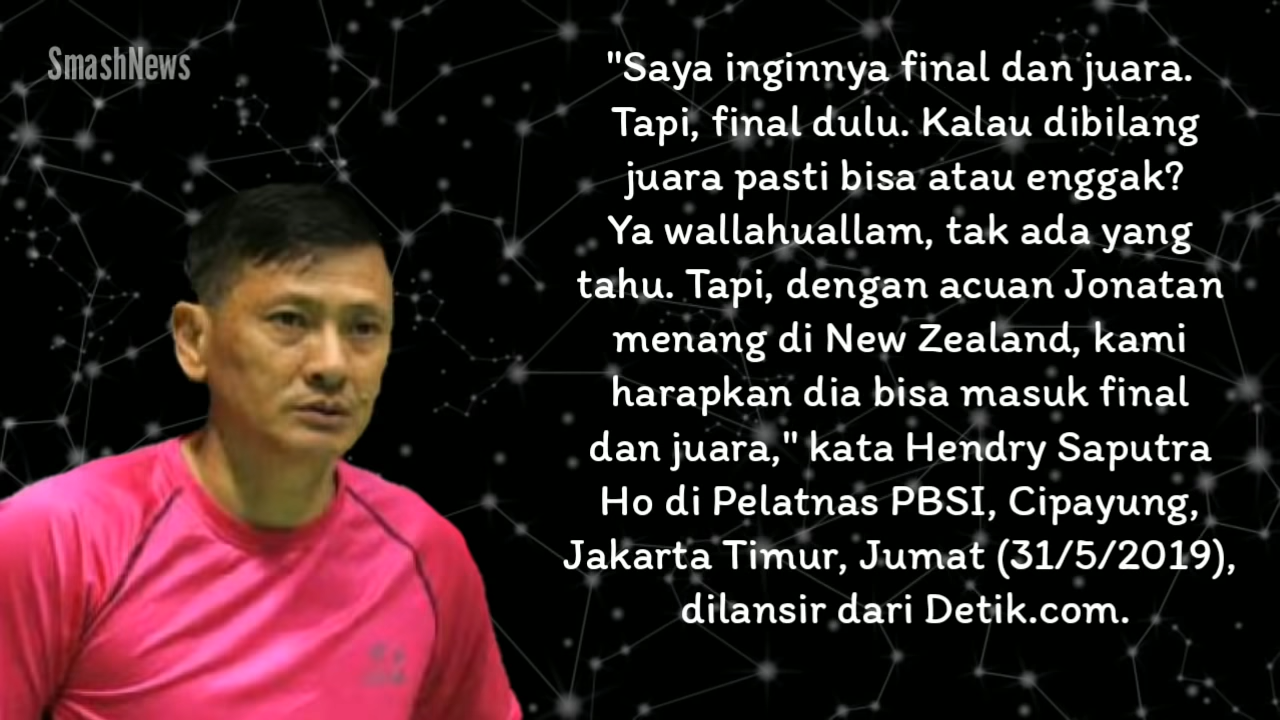 SmashNews
"Saya inginnya final dan juara.
Tapi, final dulu. Kalau dibilang
juara pasti bisa atau enggak?
Ya wallahuallam, tak ada yang
tahu. Tapi, dengan acuan Jonatan
menang di New Zealand, kami
harapkan dia bisa masuk final
dan juara," kata Hendry Saputra
Ho di Pelatnas PBSI, Cipayung,
Jakarta Timur, Jumat (31/5/2019),
dilansir dari Detik.com.